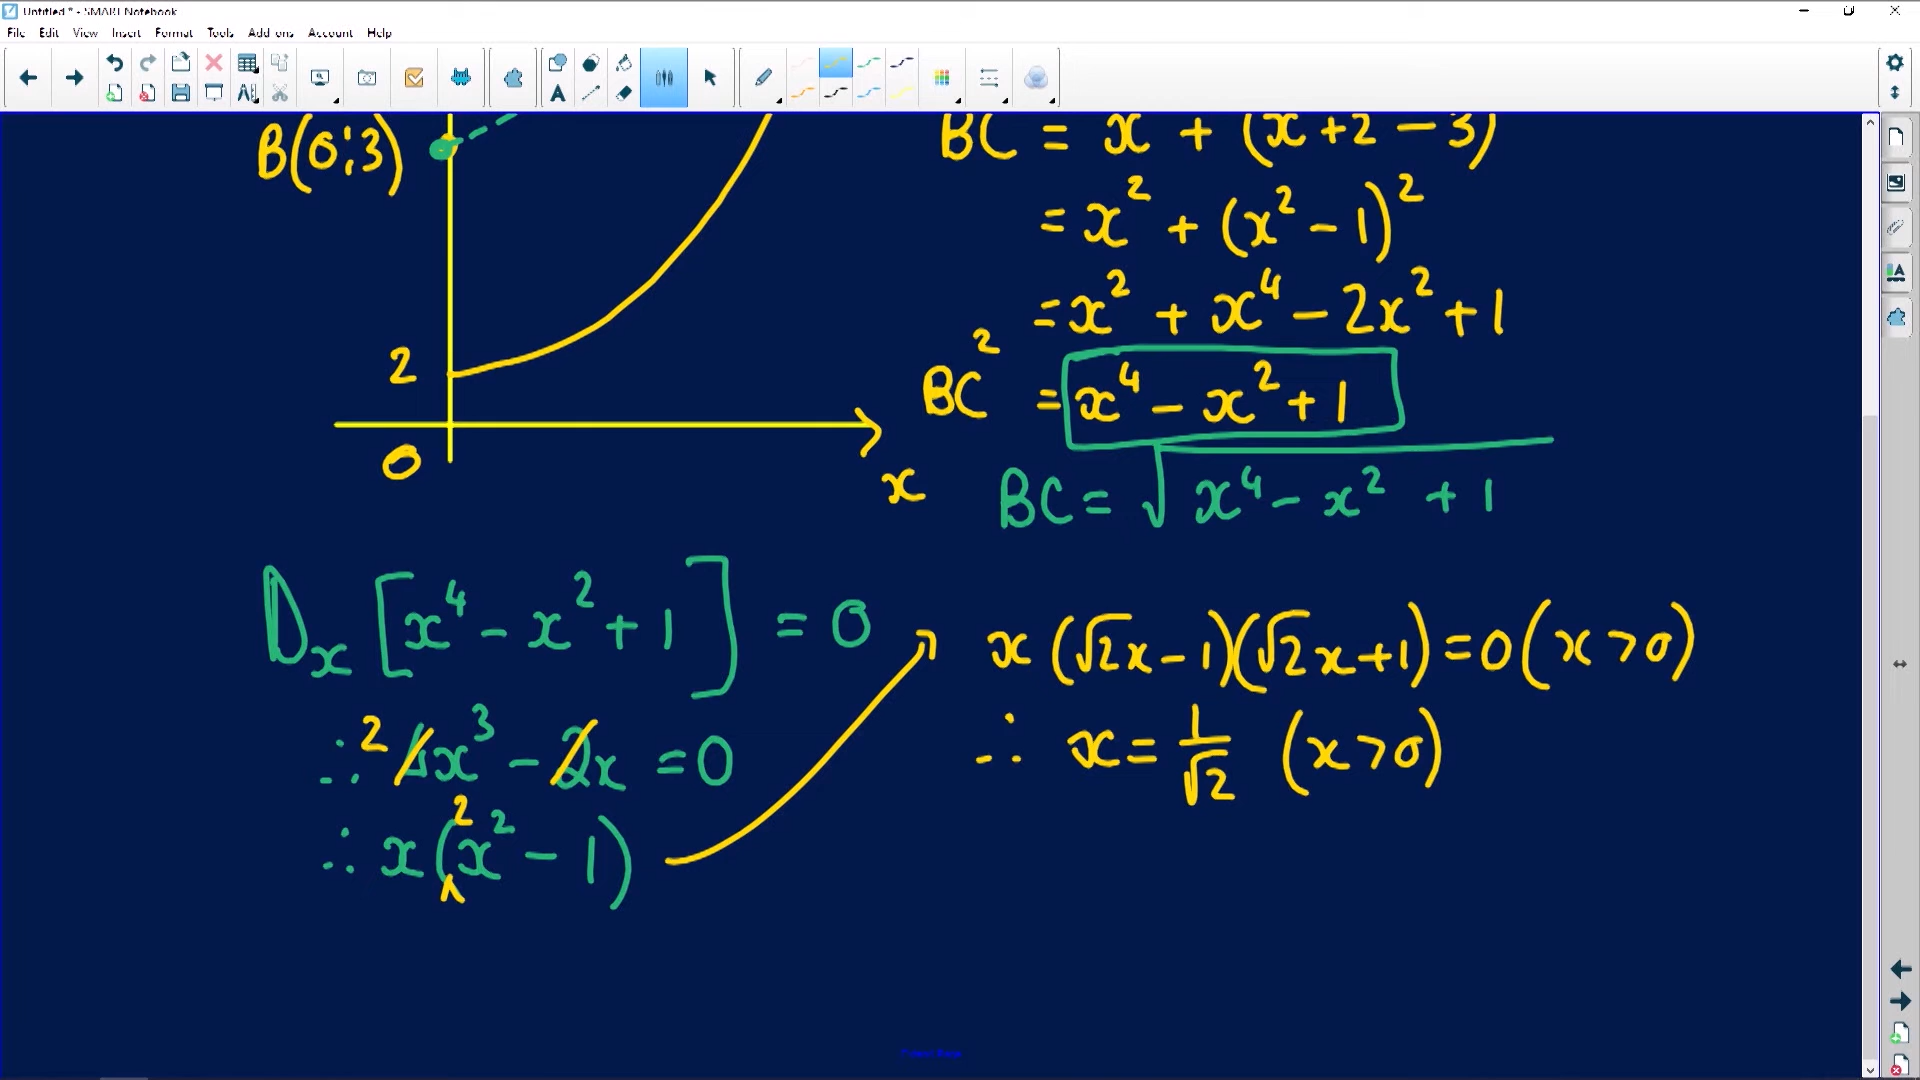 Untitled * - SMART Notebook
File Edit View Insert Format Tools Add-ons Account Help
B(0;3)
2
0
x
BC = x + (x+2 − 3)
= x² + (x² − 1)²
= x² + x⁴ − 2x² + 1
BC² = x⁴ − x² + 1
BC = √x⁴ − x² + 1
Dx [x⁴ − x² + 1] = 0
∴ 2 4x³ − 2x = 0
∴ x(2x² − 1)
x(√2x − 1)(√2x + 1) = 0 (x > 0)
∴ x = 1/√2 (x > 0)